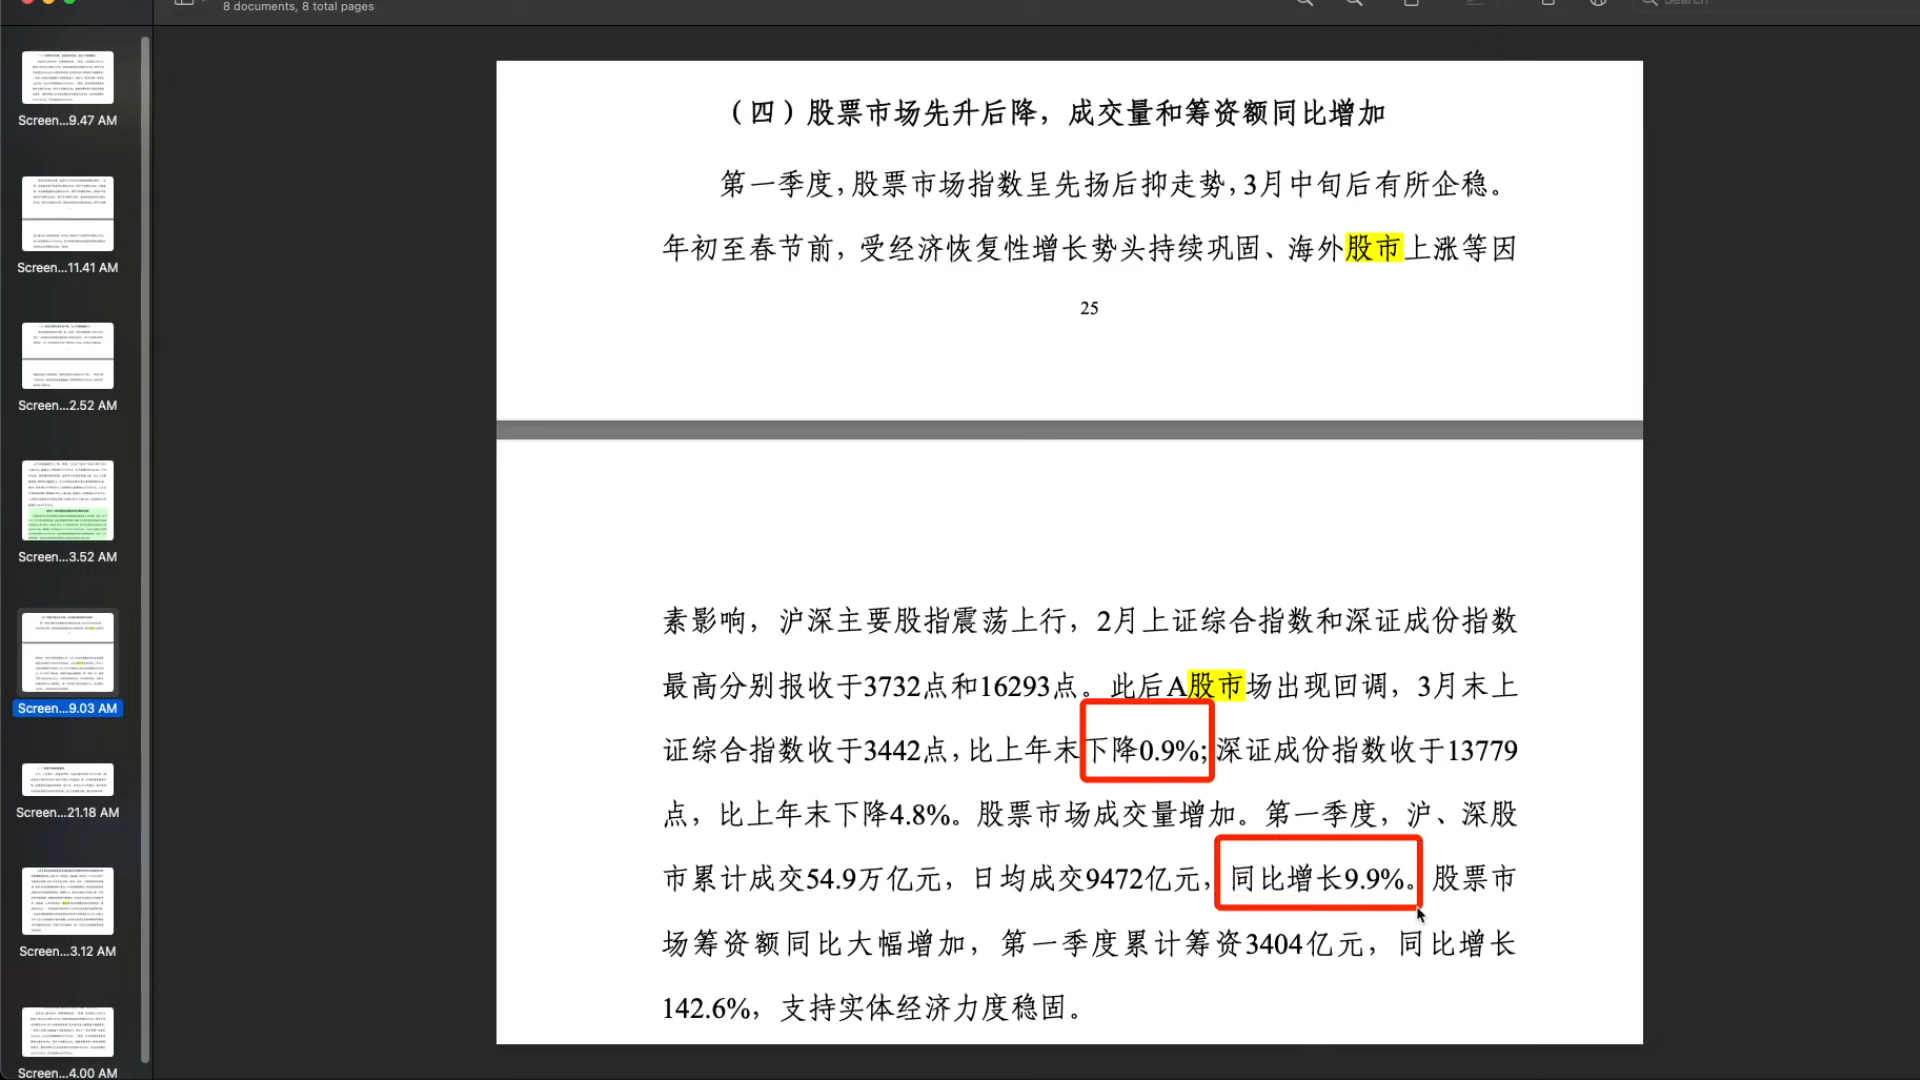 8 documents, 8 total pages
Search
Screen...9.47 AM
Screen...11.41 AM
Screen...2.52 AM
Screen...3.52 AM
Screen...9.03 AM
Screen...21.18 AM
Screen...3.12 AM
Screen...4.00 AM
（四）股票市场先升后降，成交量和筹资额同比增加
第一季度，股票市场指数呈先扬后抑走势，3月中旬后有所企稳。
年初至春节前，受经济恢复性增长势头持续巩固、海外股市上涨等因
25
素影响，沪深主要股指震荡上行，2月上证综合指数和深证成份指数
最高分别报收于3732点和16293点。此后A股市场出现回调，3月末上
证综合指数收于3442点，比上年末下降0.9%；深证成份指数收于13779
点，比上年末下降4.8%。股票市场成交量增加。第一季度，沪、深股
市累计成交54.9万亿元，日均成交9472亿元，同比增长9.9%。股票市
场筹资额同比大幅增加，第一季度累计筹资3404亿元，同比增长
142.6%，支持实体经济力度稳固。